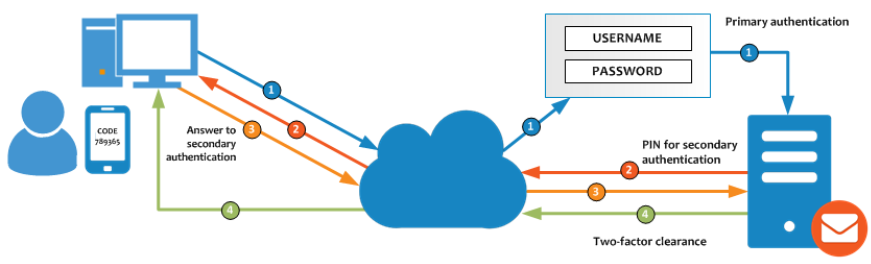 Primary authentication
USERNAME
PASSWORD
1
1
1
2
3
4
CODE
789365
Answer to
secondary
authentication
PIN for secondary
authentication
2
3
4
Two-factor clearance